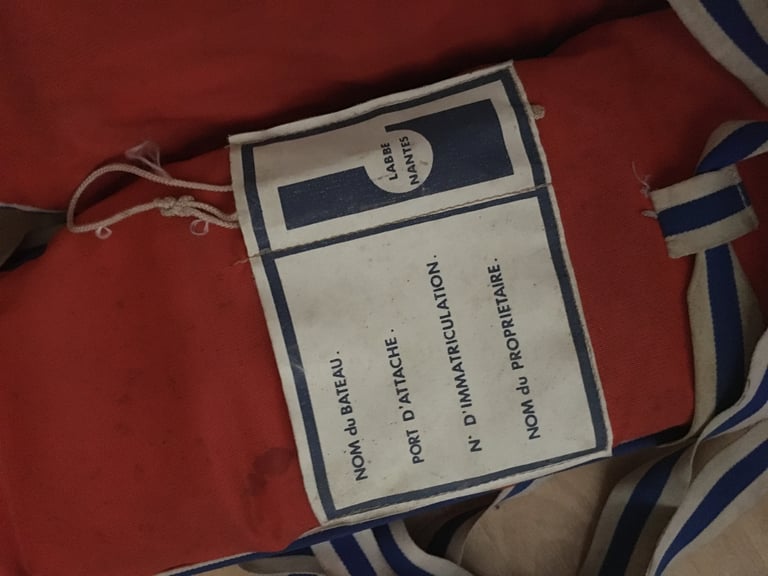 LABBE
NANTES
NOM du BATEAU.
PORT D'ATTACHE.
N° D'IMMATRICULATION.
NOM du PROPRIETAIRE.